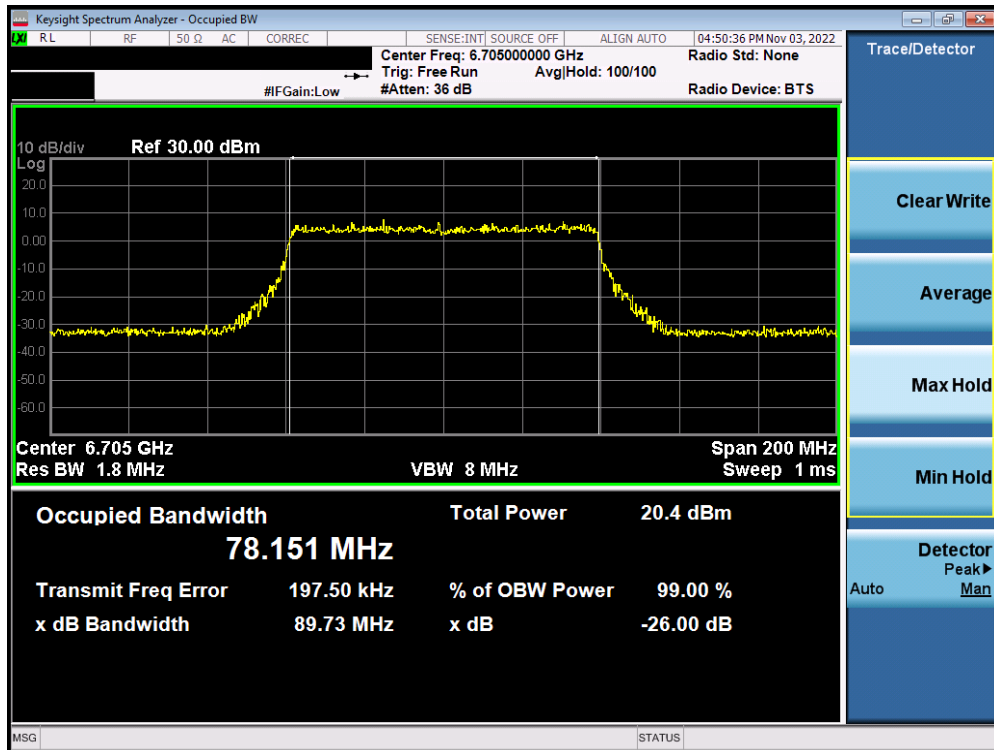 Keysight Spectrum Analyzer - Occupied BW
LXI RL RF 50 Ω AC CORREC SENSE:INT SOURCE OFF ALIGN AUTO 04:50:36 PM Nov 03, 2022
Center Freq: 6.705000000 GHz Radio Std: None
Trig: Free Run Avg|Hold: 100/100
#IFGain:Low #Atten: 36 dB Radio Device: BTS
Trace/Detector
10 dB/div Ref 30.00 dBm
Log
20.0
10.0
0.00
-10.0
-20.0
-30.0
-40.0
-50.0
-60.0
Center 6.705 GHz Span 200 MHz
Res BW 1.8 MHz VBW 8 MHz Sweep 1 ms
Occupied Bandwidth Total Power 20.4 dBm
78.151 MHz
Transmit Freq Error 197.50 kHz % of OBW Power 99.00 %
x dB Bandwidth 89.73 MHz x dB -26.00 dB
Clear Write
Average
Max Hold
Min Hold
Detector
Peak▶
Auto Man
MSG STATUS